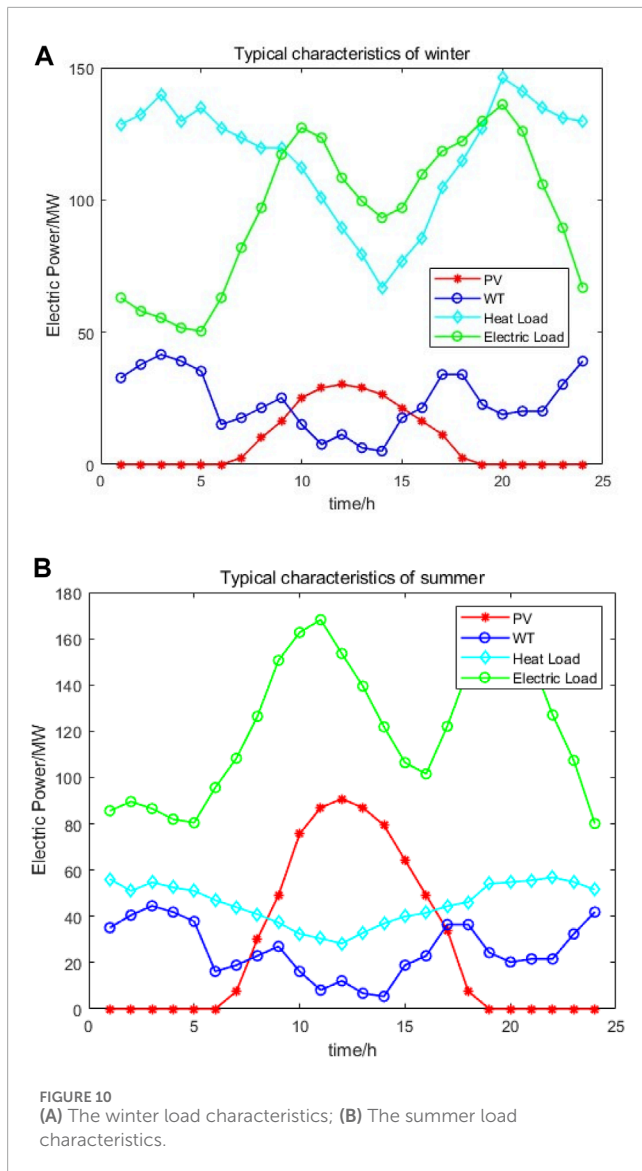 A
Typical characteristics of winter
150
100
50
0
Electric Power/MW
PV
WT
Heat Load
Electric Load
0 5 10 15 20 25
time/h
B
Typical characteristics of summer
180
160
140
120
100
80
60
40
20
0
Electric Power/MW
PV
WT
Heat Load
Electric Load
0 5 10 15 20 25
time/h
FIGURE 10
(A) The winter load characteristics; (B) The summer load
characteristics.